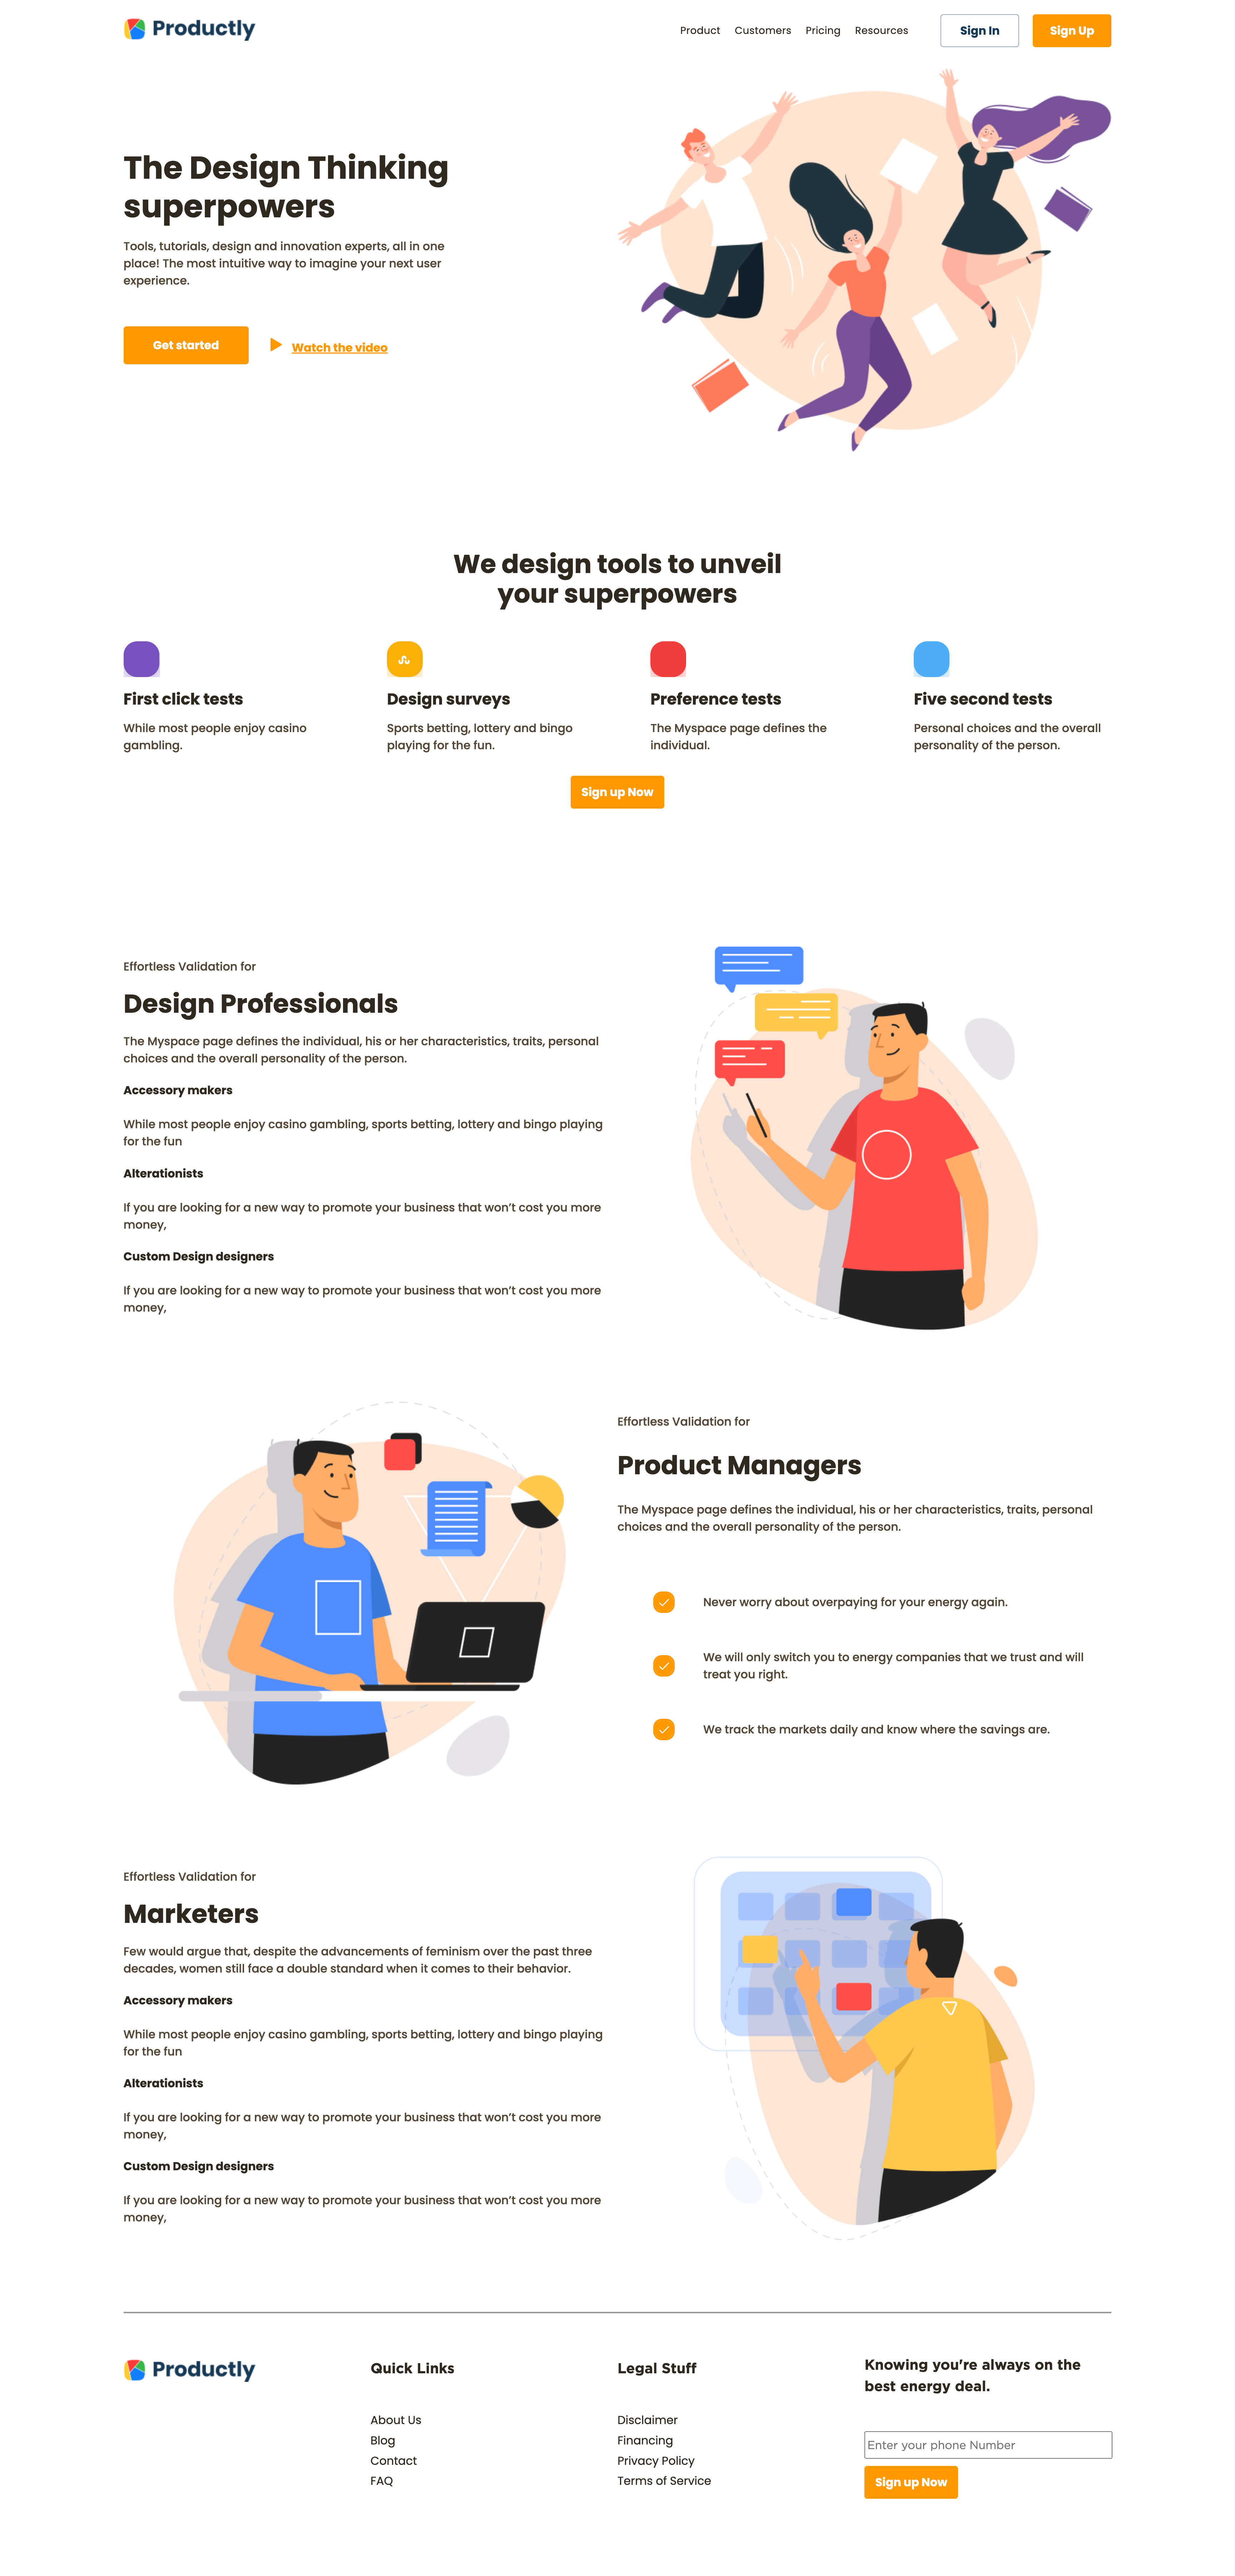 Productly
Product Customers Pricing Resources Sign In Sign Up
The Design Thinking
superpowers
Tools, tutorials, design and innovation experts, all in one
place! The most intuitive way to imagine your next user
experience.
Get started Watch the video
We design tools to unveil
your superpowers
First click tests
While most people enjoy casino
gambling.
Design surveys
Sports betting, lottery and bingo
playing for the fun.
Preference tests
The Myspace page defines the
individual.
Five second tests
Personal choices and the overall
personality of the person.
Sign up Now
Effortless Validation for
Design Professionals
The Myspace page defines the individual, his or her characteristics, traits, personal
choices and the overall personality of the person.
Accessory makers
While most people enjoy casino gambling, sports betting, lottery and bingo playing
for the fun
Alterationists
If you are looking for a new way to promote your business that won't cost you more
money,
Custom Design designers
If you are looking for a new way to promote your business that won't cost you more
money,
Effortless Validation for
Product Managers
The Myspace page defines the individual, his or her characteristics, traits, personal
choices and the overall personality of the person.
Never worry about overpaying for your energy again.
We will only switch you to energy companies that we trust and will
treat you right.
We track the markets daily and know where the savings are.
Effortless Validation for
Marketers
Few would argue that, despite the advancements of feminism over the past three
decades, women still face a double standard when it comes to their behavior.
Accessory makers
While most people enjoy casino gambling, sports betting, lottery and bingo playing
for the fun
Alterationists
If you are looking for a new way to promote your business that won't cost you more
money,
Custom Design designers
If you are looking for a new way to promote your business that won't cost you more
money,
Productly
Quick Links
About Us
Blog
Contact
FAQ
Legal Stuff
Disclaimer
Financing
Privacy Policy
Terms of Service
Knowing you're always on the
best energy deal.
Enter your phone Number
Sign up Now